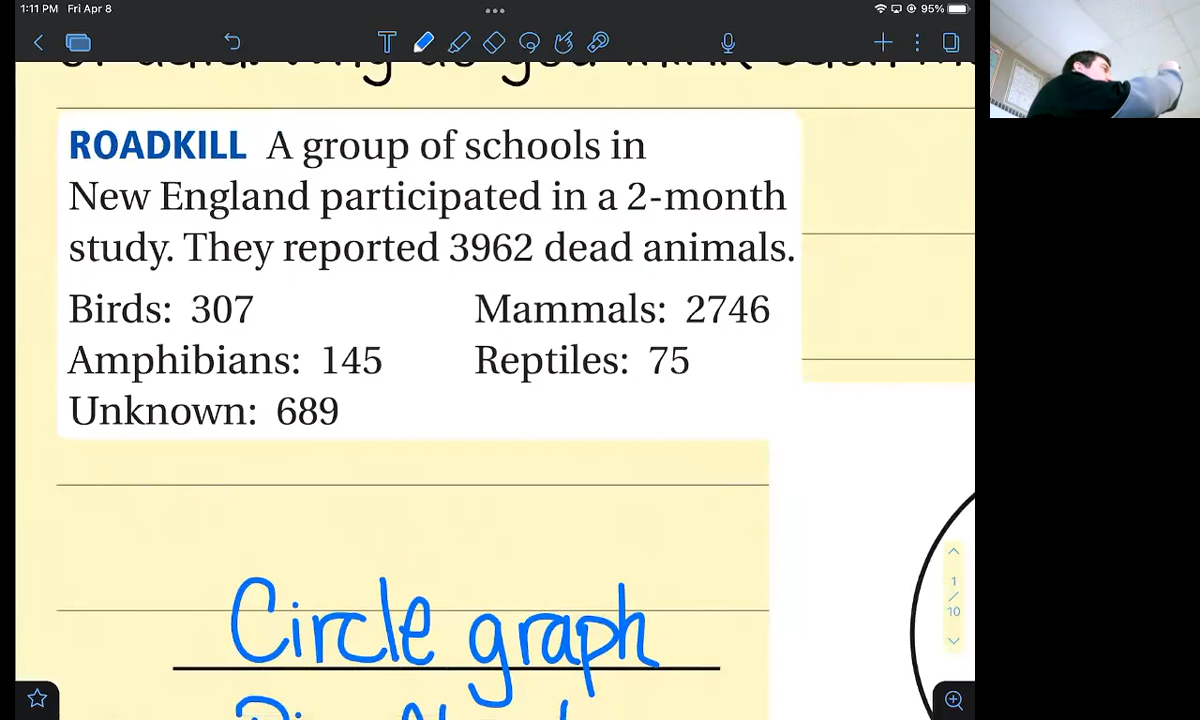 1:11 PM Fri Apr 8 95%
ROADKILL A group of schools in
New England participated in a 2-month
study. They reported 3962 dead animals.
Birds: 307 Mammals: 2746
Amphibians: 145 Reptiles: 75
Unknown: 689
1
/
10
Circle graph